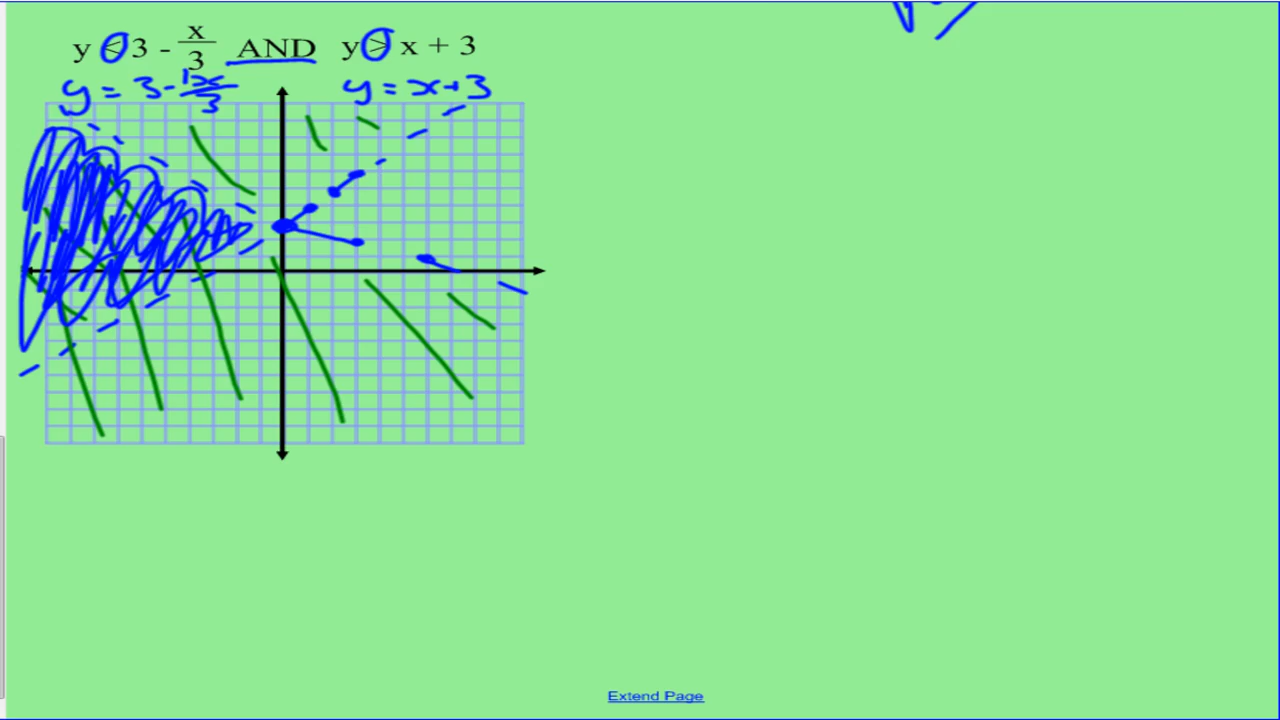 y < 3 - x/3 AND y > x + 3
y = 3 - 1x/3 y = x+3
Extend Page